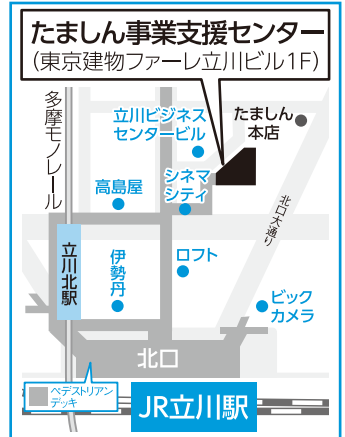 たましん事業支援センター
（東京建物ファーレ立川ビル1F）
多摩モノレール
立川ビジネス
センタービル
たましん
本店
シネマ
シティ
高島屋
北口大通り
立川北駅
伊勢丹
ロフト
ビック
カメラ
北口
ペデストリアン
デッキ
JR立川駅